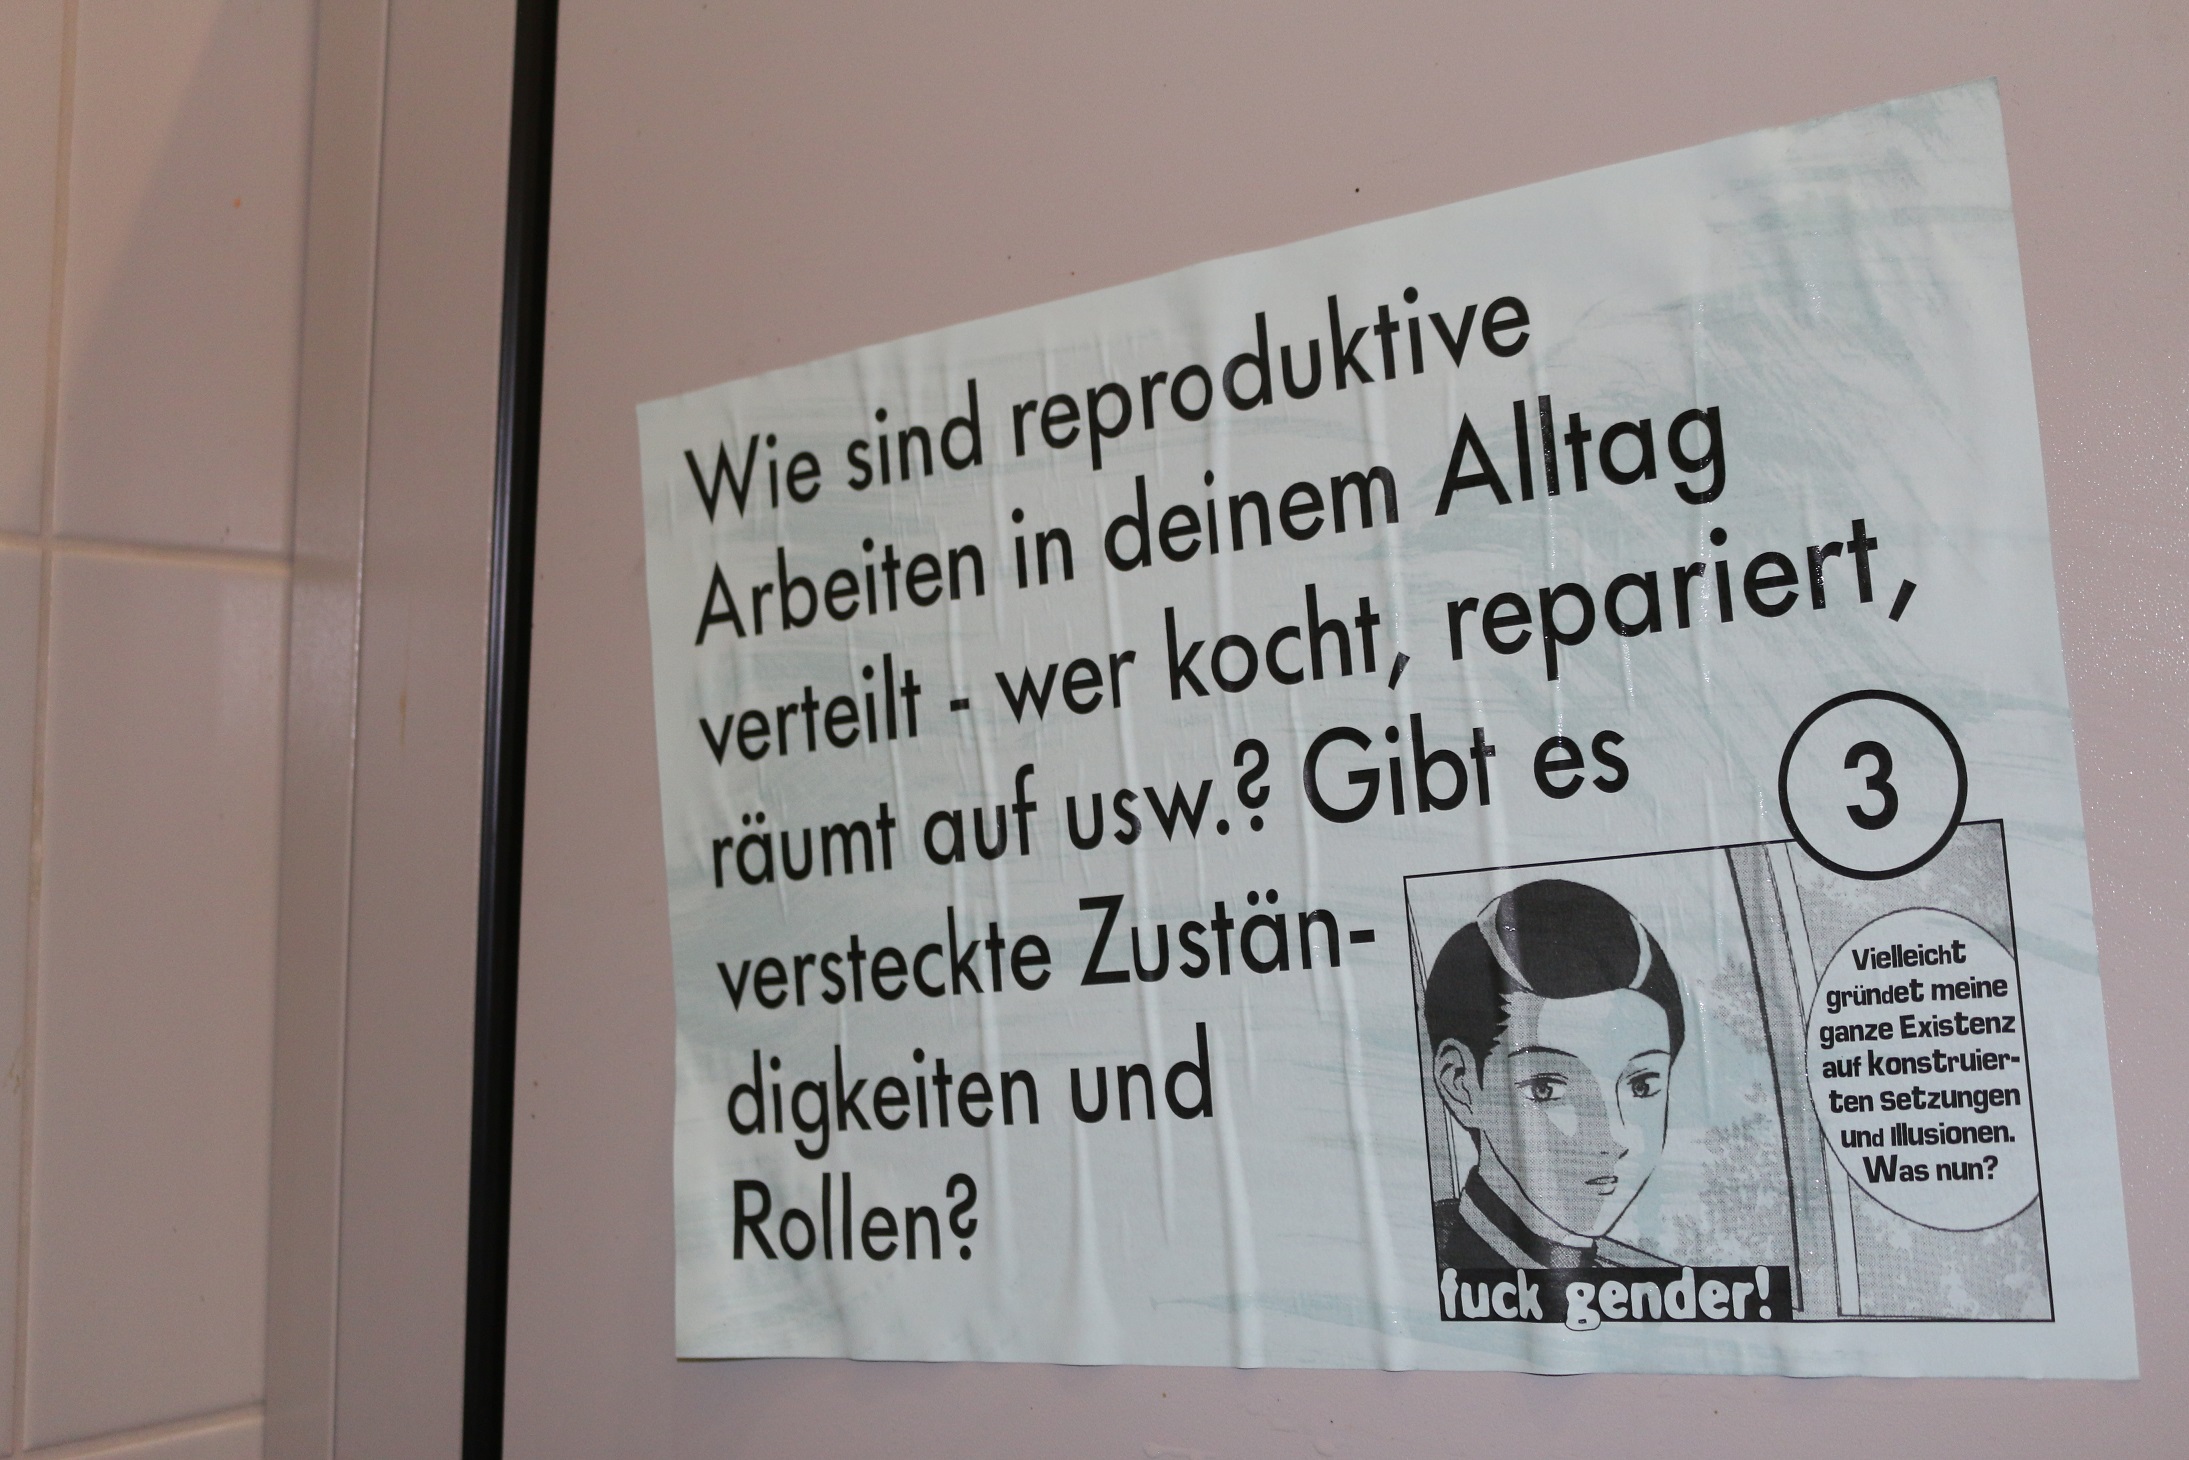 Wie sind reproduktive
Arbeiten in deinem Alltag
verteilt - wer kocht, repariert,
räumt auf usw.? Gibt es
versteckte Zustän-
digkeiten und
Rollen?
3
Vielleicht
gründet meine
ganze Existenz
auf konstruier-
ten Setzungen
und Illusionen.
Was nun?
fuck gender!